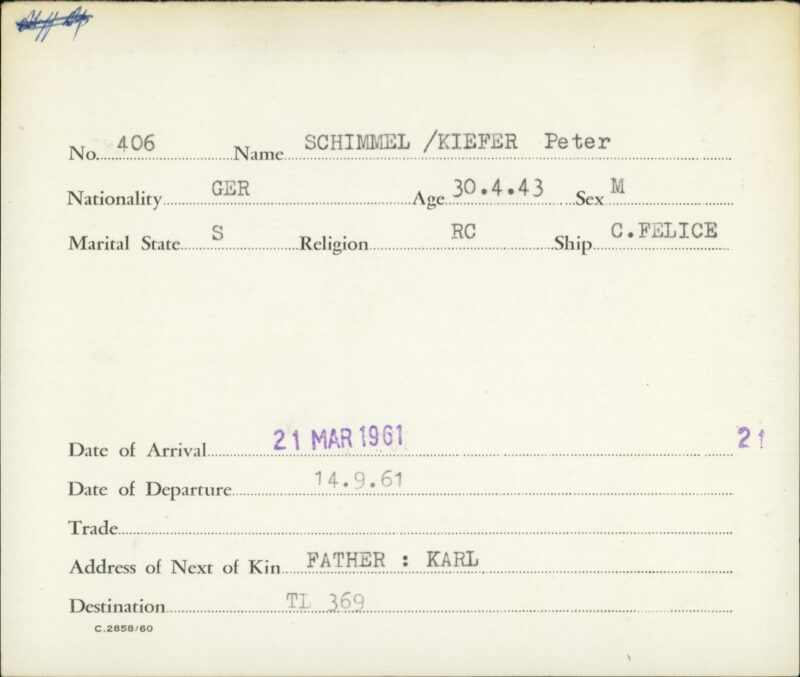 No. 406 Name SCHIMMEL /KIEFER Peter
Nationality GER Age 30.4.43 Sex M
Marital State S Religion RC Ship C.FELICE
Date of Arrival 21 MAR 1961 21
Date of Departure 14.9.61
Trade
Address of Next of Kin FATHER : KARL
Destination TL 369
C.2858/60